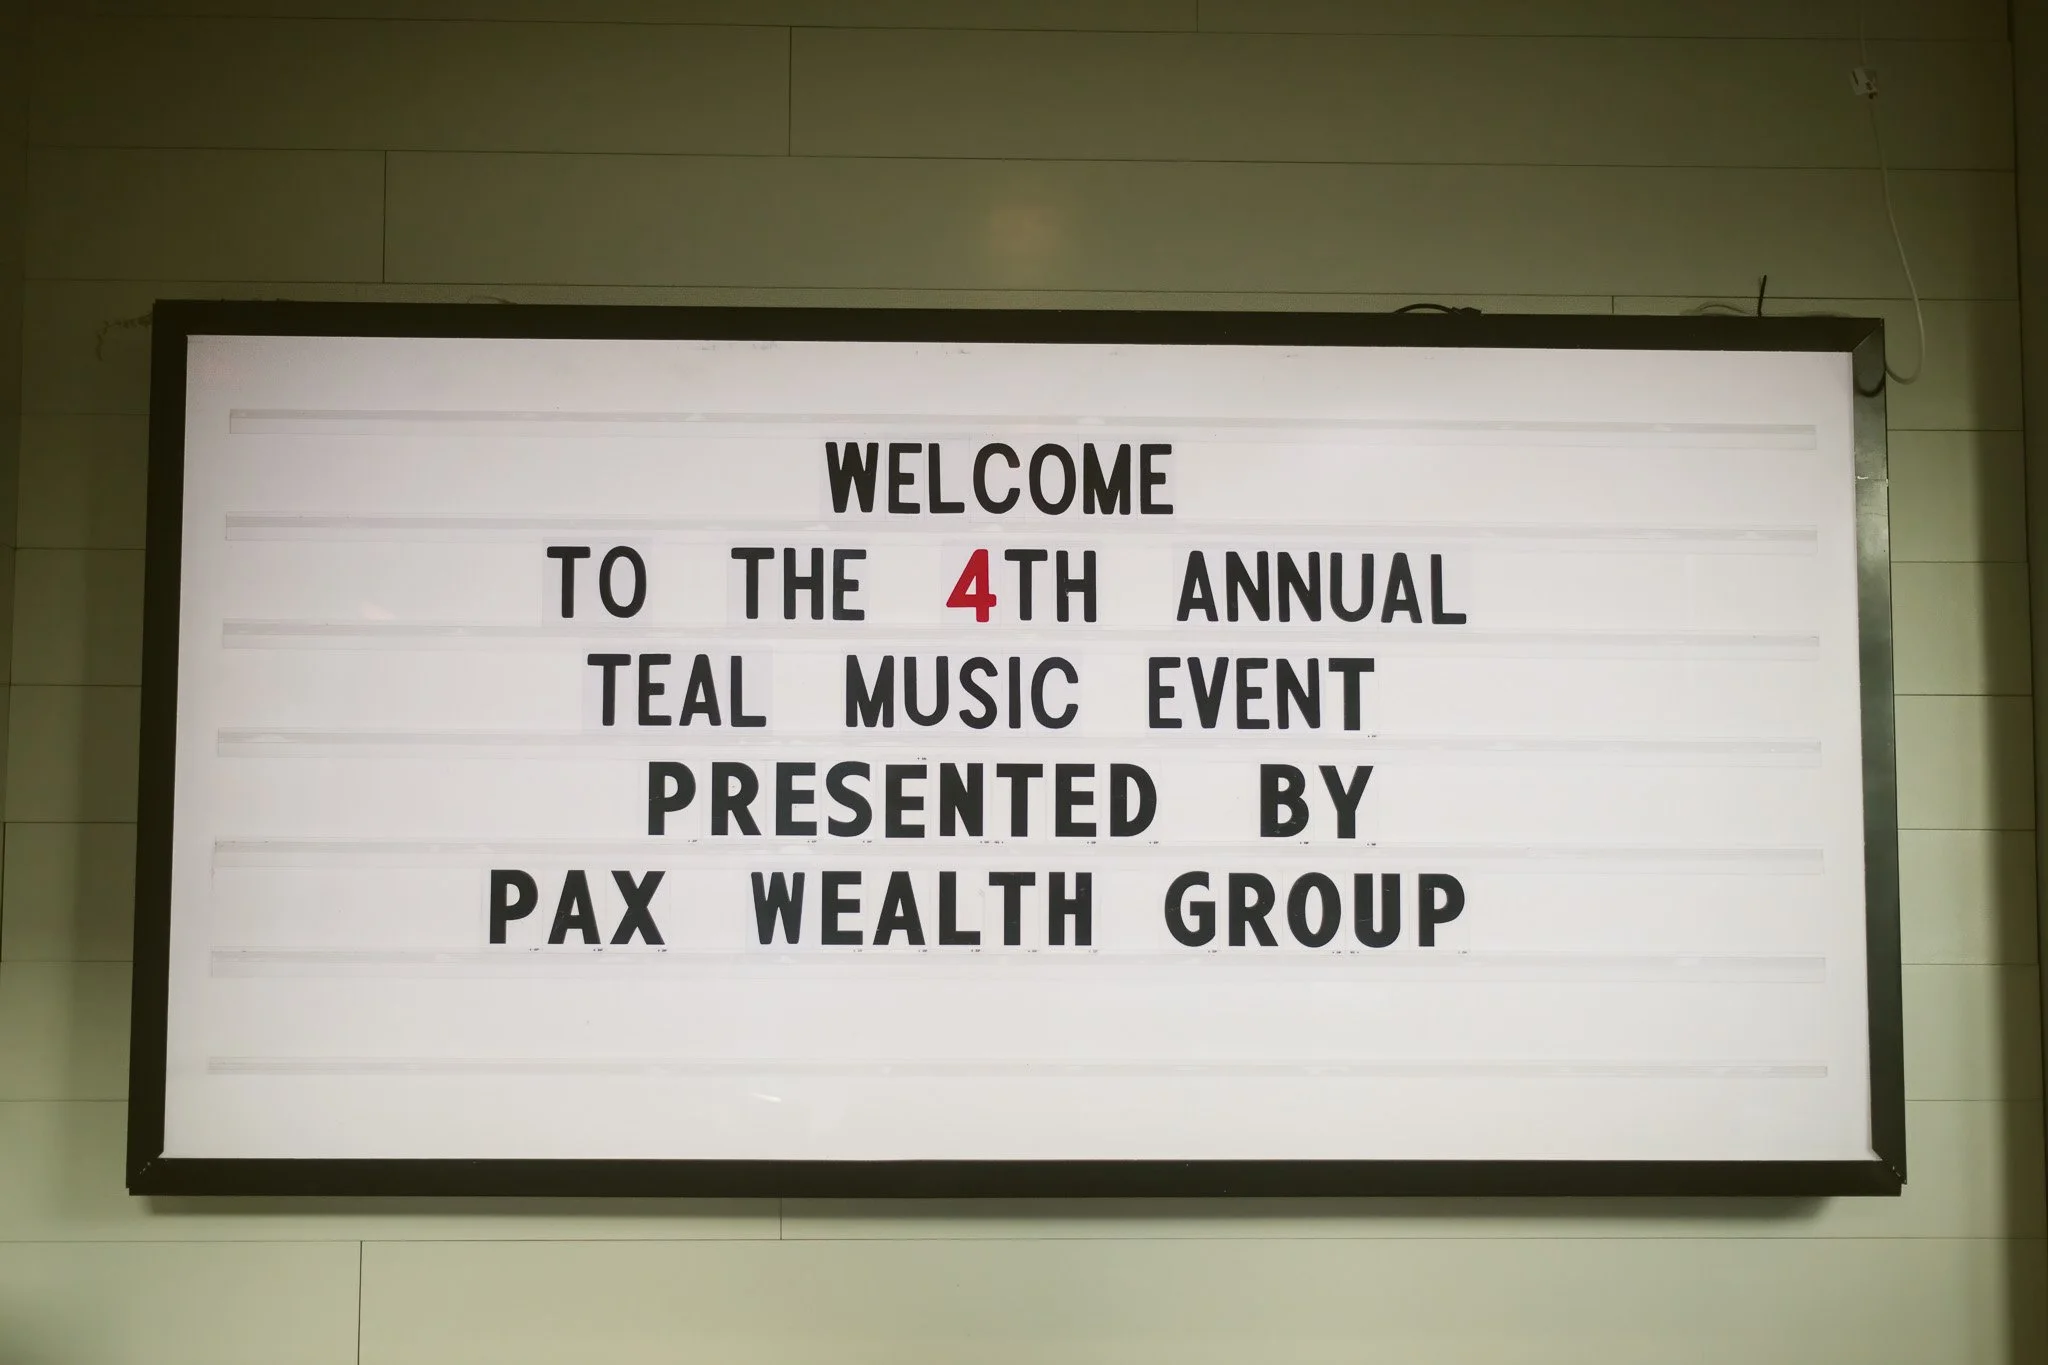 WELCOME
TO THE 4TH ANNUAL
TEAL MUSIC EVENT
PRESENTED BY
PAX WEALTH GROUP